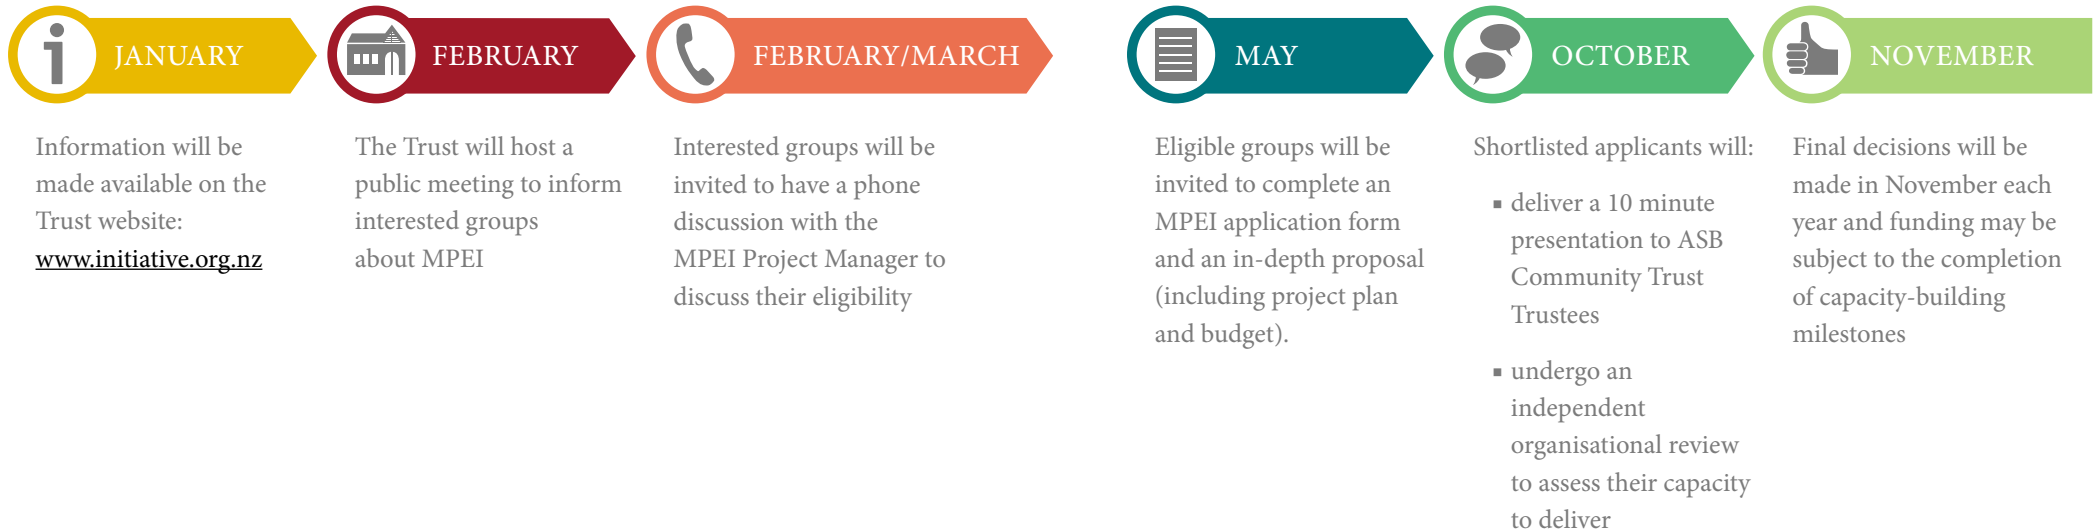 JANUARY
Information will be
made available on the
Trust website:
www.initiative.org.nz
FEBRUARY
The Trust will host a
public meeting to inform
interested groups
about MPEI
FEBRUARY/MARCH
Interested groups will be
invited to have a phone
discussion with the
MPEI Project Manager to
discuss their eligibility
MAY
Eligible groups will be
invited to complete an
MPEI application form
and an in-depth proposal
(including project plan
and budget).
OCTOBER
Shortlisted applicants will:
▪ deliver a 10 minute
presentation to ASB
Community Trust
Trustees
▪ undergo an
independent
organisational review
to assess their capacity
to deliver
NOVEMBER
Final decisions will be
made in November each
year and funding may be
subject to the completion
of capacity-building
milestones